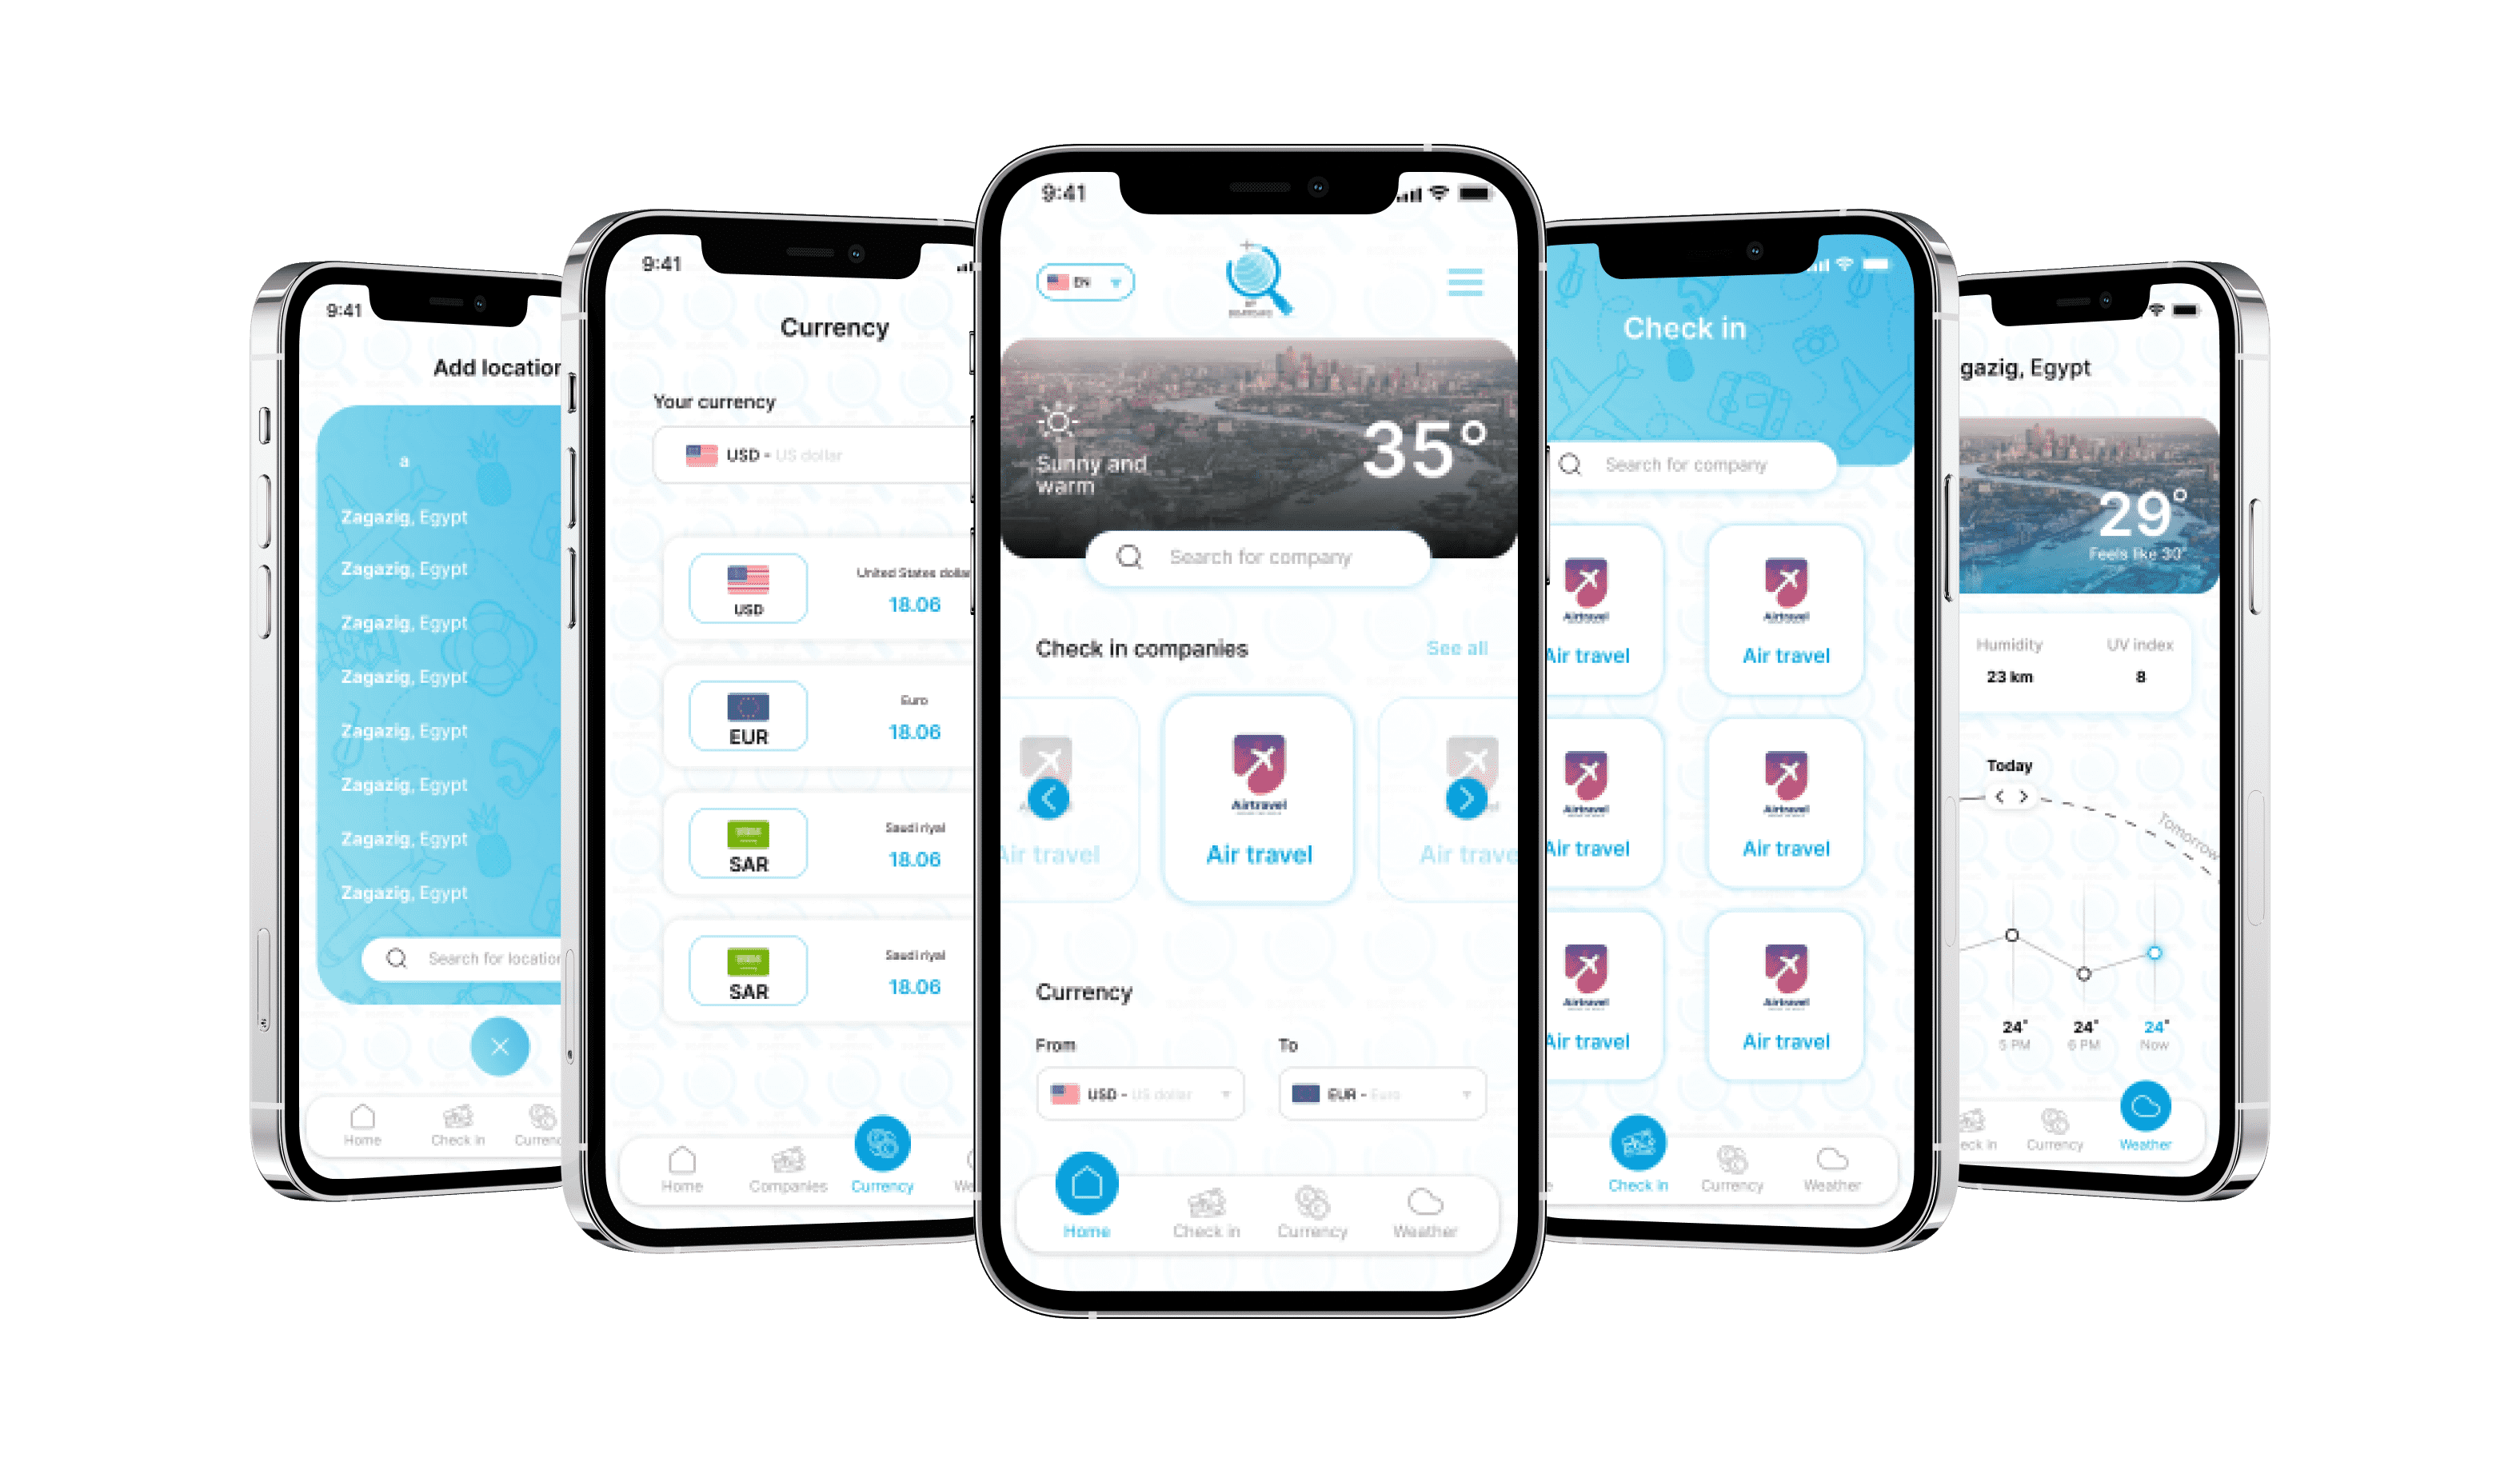 9:41
Add location
a
Zagazig, Egypt
Zagazig, Egypt
Zagazig, Egypt
Zagazig, Egypt
Zagazig, Egypt
Zagazig, Egypt
Zagazig, Egypt
Zagazig, Egypt
Search for location
Home
Check in
Currenc
9:41
Currency
Your currency
USD - US dollar
USD
United States dollar
18.06
EUR
Euro
18.06
SAR
Saudi riyal
18.06
SAR
Saudi riyal
18.06
Home
Companies
Currency
We
9:41
EN
Sunny and
warm
35°
Search for company
Check in companies
See all
Airtravel
Air travel
Air travel
Air trave
Currency
From
To
USD - US dollar
EUR - Euro
Home
Check in
Currency
Weather
Check in
Search for company
Airtravel
Air travel
Airtravel
Air travel
Airtravel
Air travel
Airtravel
Air travel
Airtravel
Air travel
Airtravel
Air travel
Check in
Currency
Weather
gazig, Egypt
29°
Feels like 30°
Humidity
UV index
23 km
8
Today
Tomorrow
24°
24°
24°
5 PM
6 PM
Now
eck in
Currency
Weather